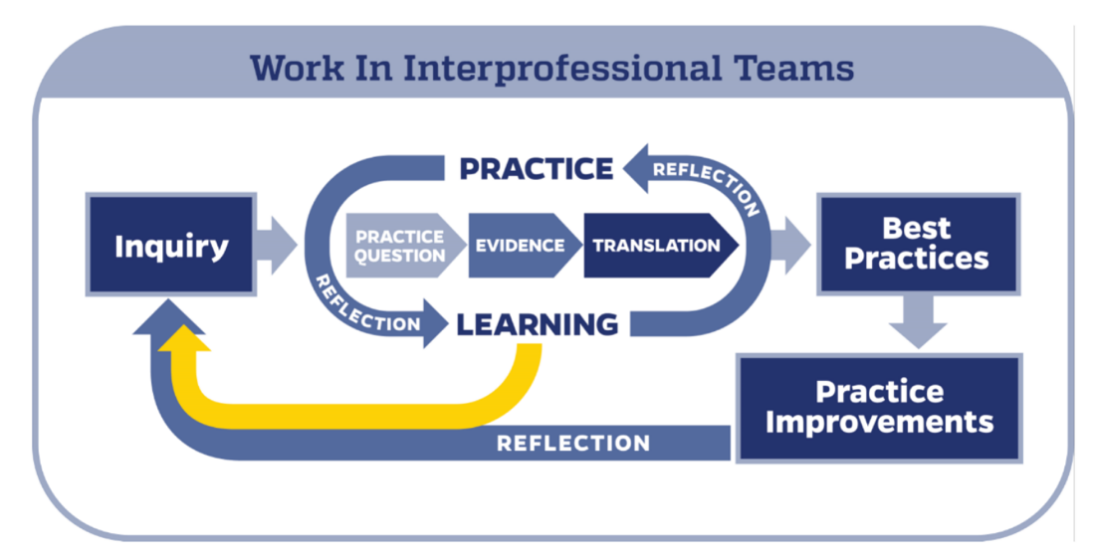 Work In Interprofessional Teams
PRACTICE
REFLECTION
Inquiry
PRACTICE
QUESTION
EVIDENCE
TRANSLATION
Best
Practices
REFLECTION
LEARNING
Practice
Improvements
REFLECTION